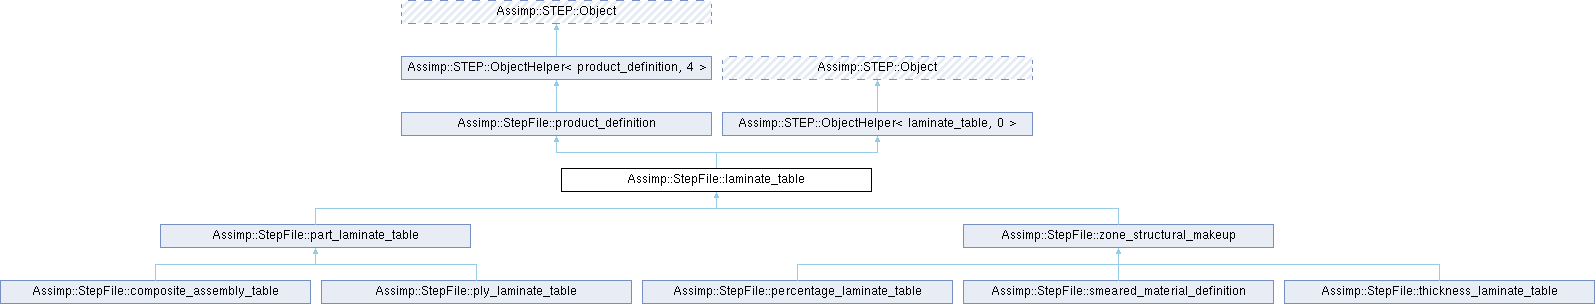 Assimp::STEP::Object
Assimp::STEP::ObjectHelper< product_definition, 4 >
Assimp::STEP::Object
Assimp::StepFile::product_definition
Assimp::STEP::ObjectHelper< laminate_table, 0 >
Assimp::StepFile::laminate_table
Assimp::StepFile::part_laminate_table
Assimp::StepFile::zone_structural_makeup
Assimp::StepFile::composite_assembly_table
Assimp::StepFile::ply_laminate_table
Assimp::StepFile::percentage_laminate_table
Assimp::StepFile::smeared_material_definition
Assimp::StepFile::thickness_laminate_table